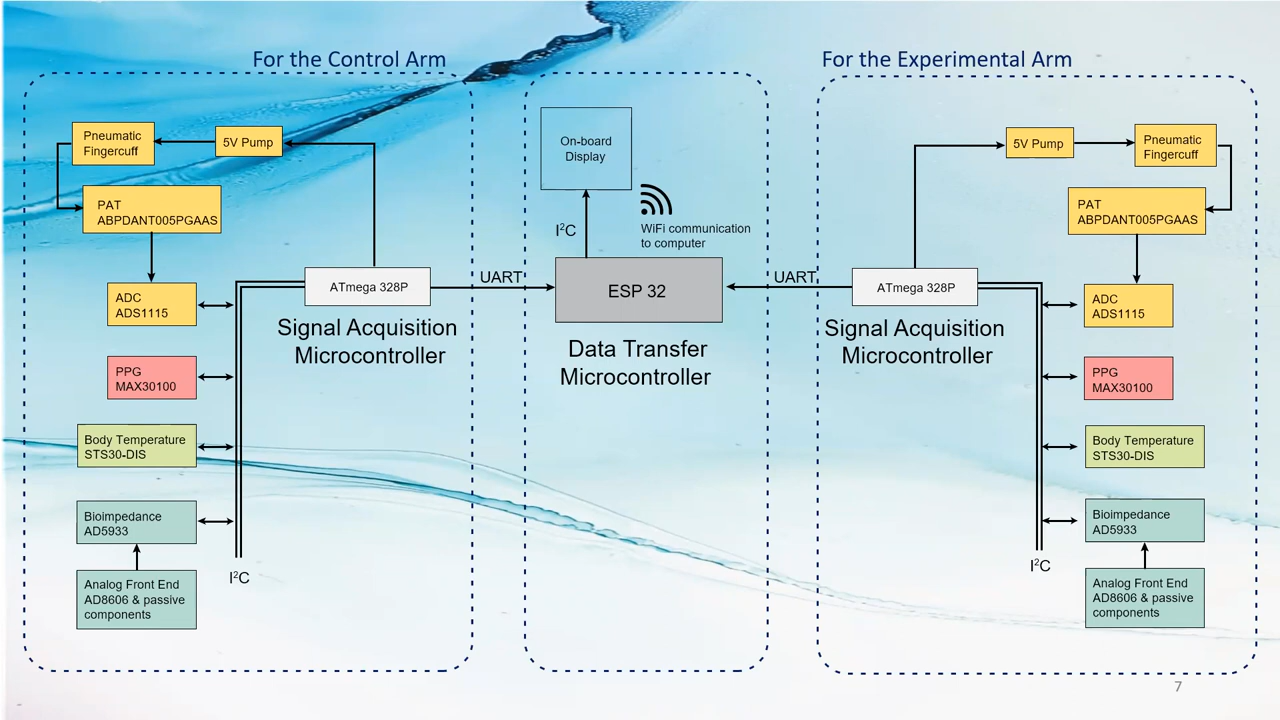 For the Control Arm
Pneumatic
Fingercuff
5V Pump
PAT
ABPDANT005PGAAS
ADC
ADS1115
ATmega 328P
Signal Acquisition
Microcontroller
PPG
MAX30100
Body Temperature
STS30-DIS
Bioimpedance
AD5933
Analog Front End
AD8606 & passive
components
I²C
UART
On-board
Display
I²C
WiFi communication
to computer
ESP 32
Data Transfer
Microcontroller
UART
For the Experimental Arm
5V Pump
Pneumatic
Fingercuff
PAT
ABPDANT005PGAAS
ATmega 328P
Signal Acquisition
Microcontroller
ADC
ADS1115
PPG
MAX30100
Body Temperature
STS30-DIS
Bioimpedance
AD5933
Analog Front End
AD8606 & passive
components
I²C
7